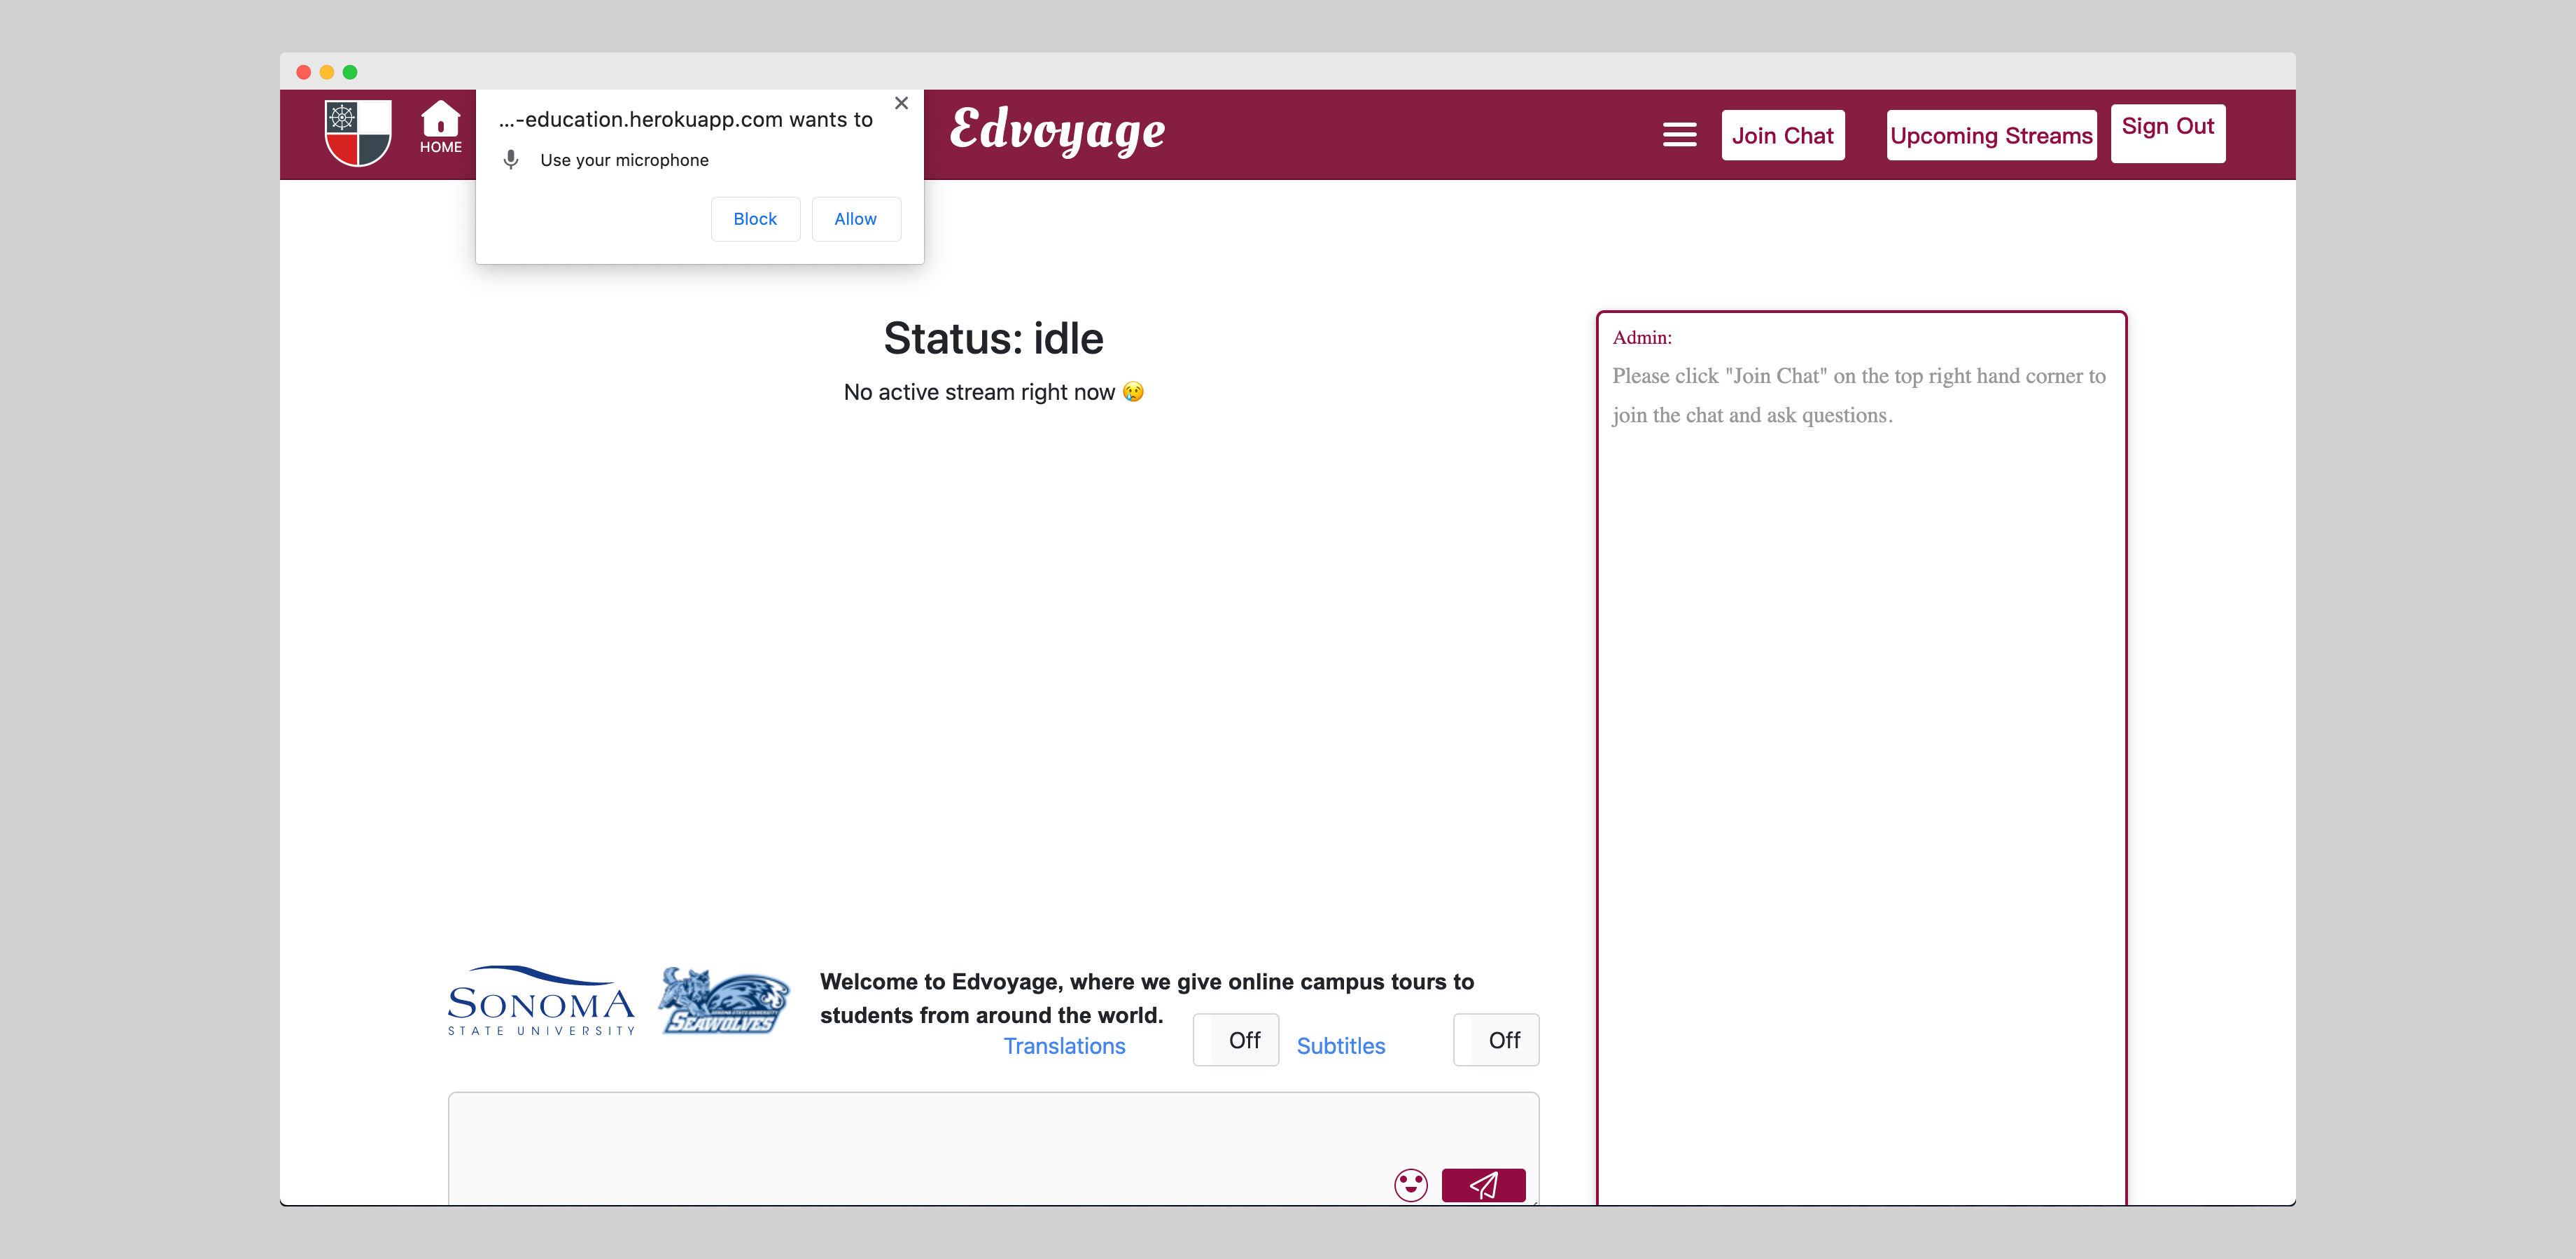 HOME
...-education.herokuapp.com wants to
Use your microphone
Block
Allow
Edvoyage
Join Chat
Upcoming Streams
Sign Out
Status: idle
No active stream right now 😢
Admin:
Please click "Join Chat" on the top right hand corner to
join the chat and ask questions.
SONOMA
STATE UNIVERSITY
SONOMA STATE UNIVERSITY
SEAWOLVES
Welcome to Edvoyage, where we give online campus tours to
students from around the world.
Translations
Off
Subtitles
Off